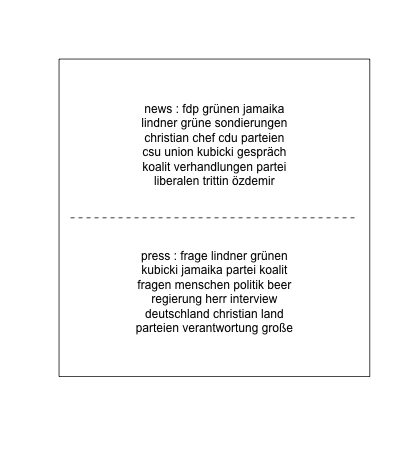 news : fdp grünen jamaika
lindner grüne sondierungen
christian chef cdu parteien
csu union kubicki gespräch
koalit verhandlungen partei
liberalen trittin özdemir
press : frage lindner grünen
kubicki jamaika partei koalit
fragen menschen politik beer
regierung herr interview
deutschland christian land
parteien verantwortung große